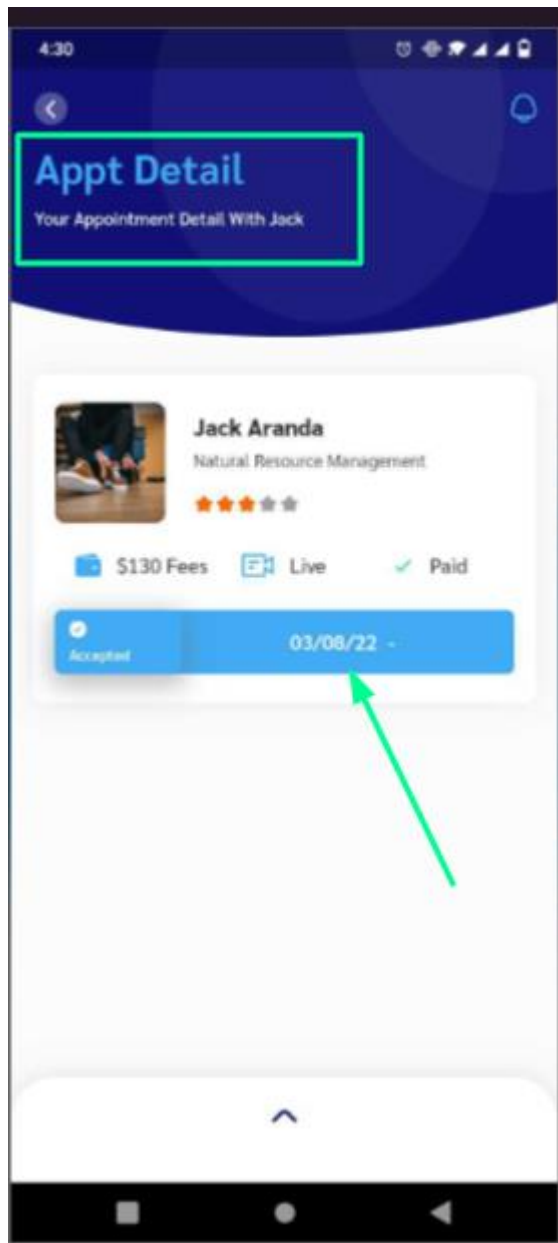 4:30
Appt Detail
Your Appointment Detail With Jack
Jack Aranda
Natural Resource Management
$130 Fees Live Paid
Accepted
03/08/22 -